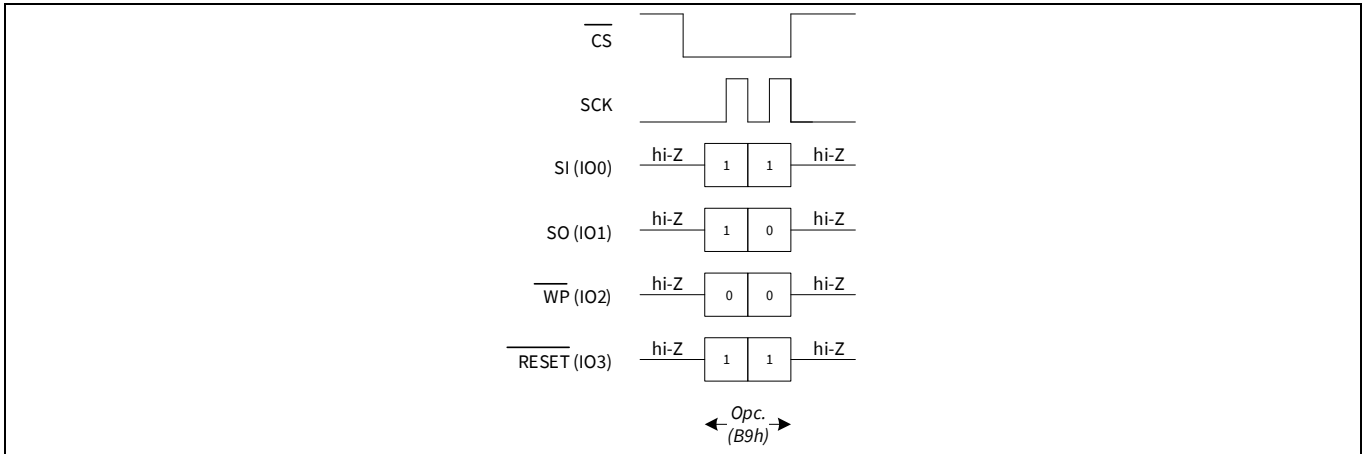 CS
SCK
SI (IO0) hi-Z 1 1 hi-Z
SO (IO1) hi-Z 1 0 hi-Z
WP (IO2) hi-Z 0 0 hi-Z
RESET (IO3) hi-Z 1 1 hi-Z
Opc.
(B9h)